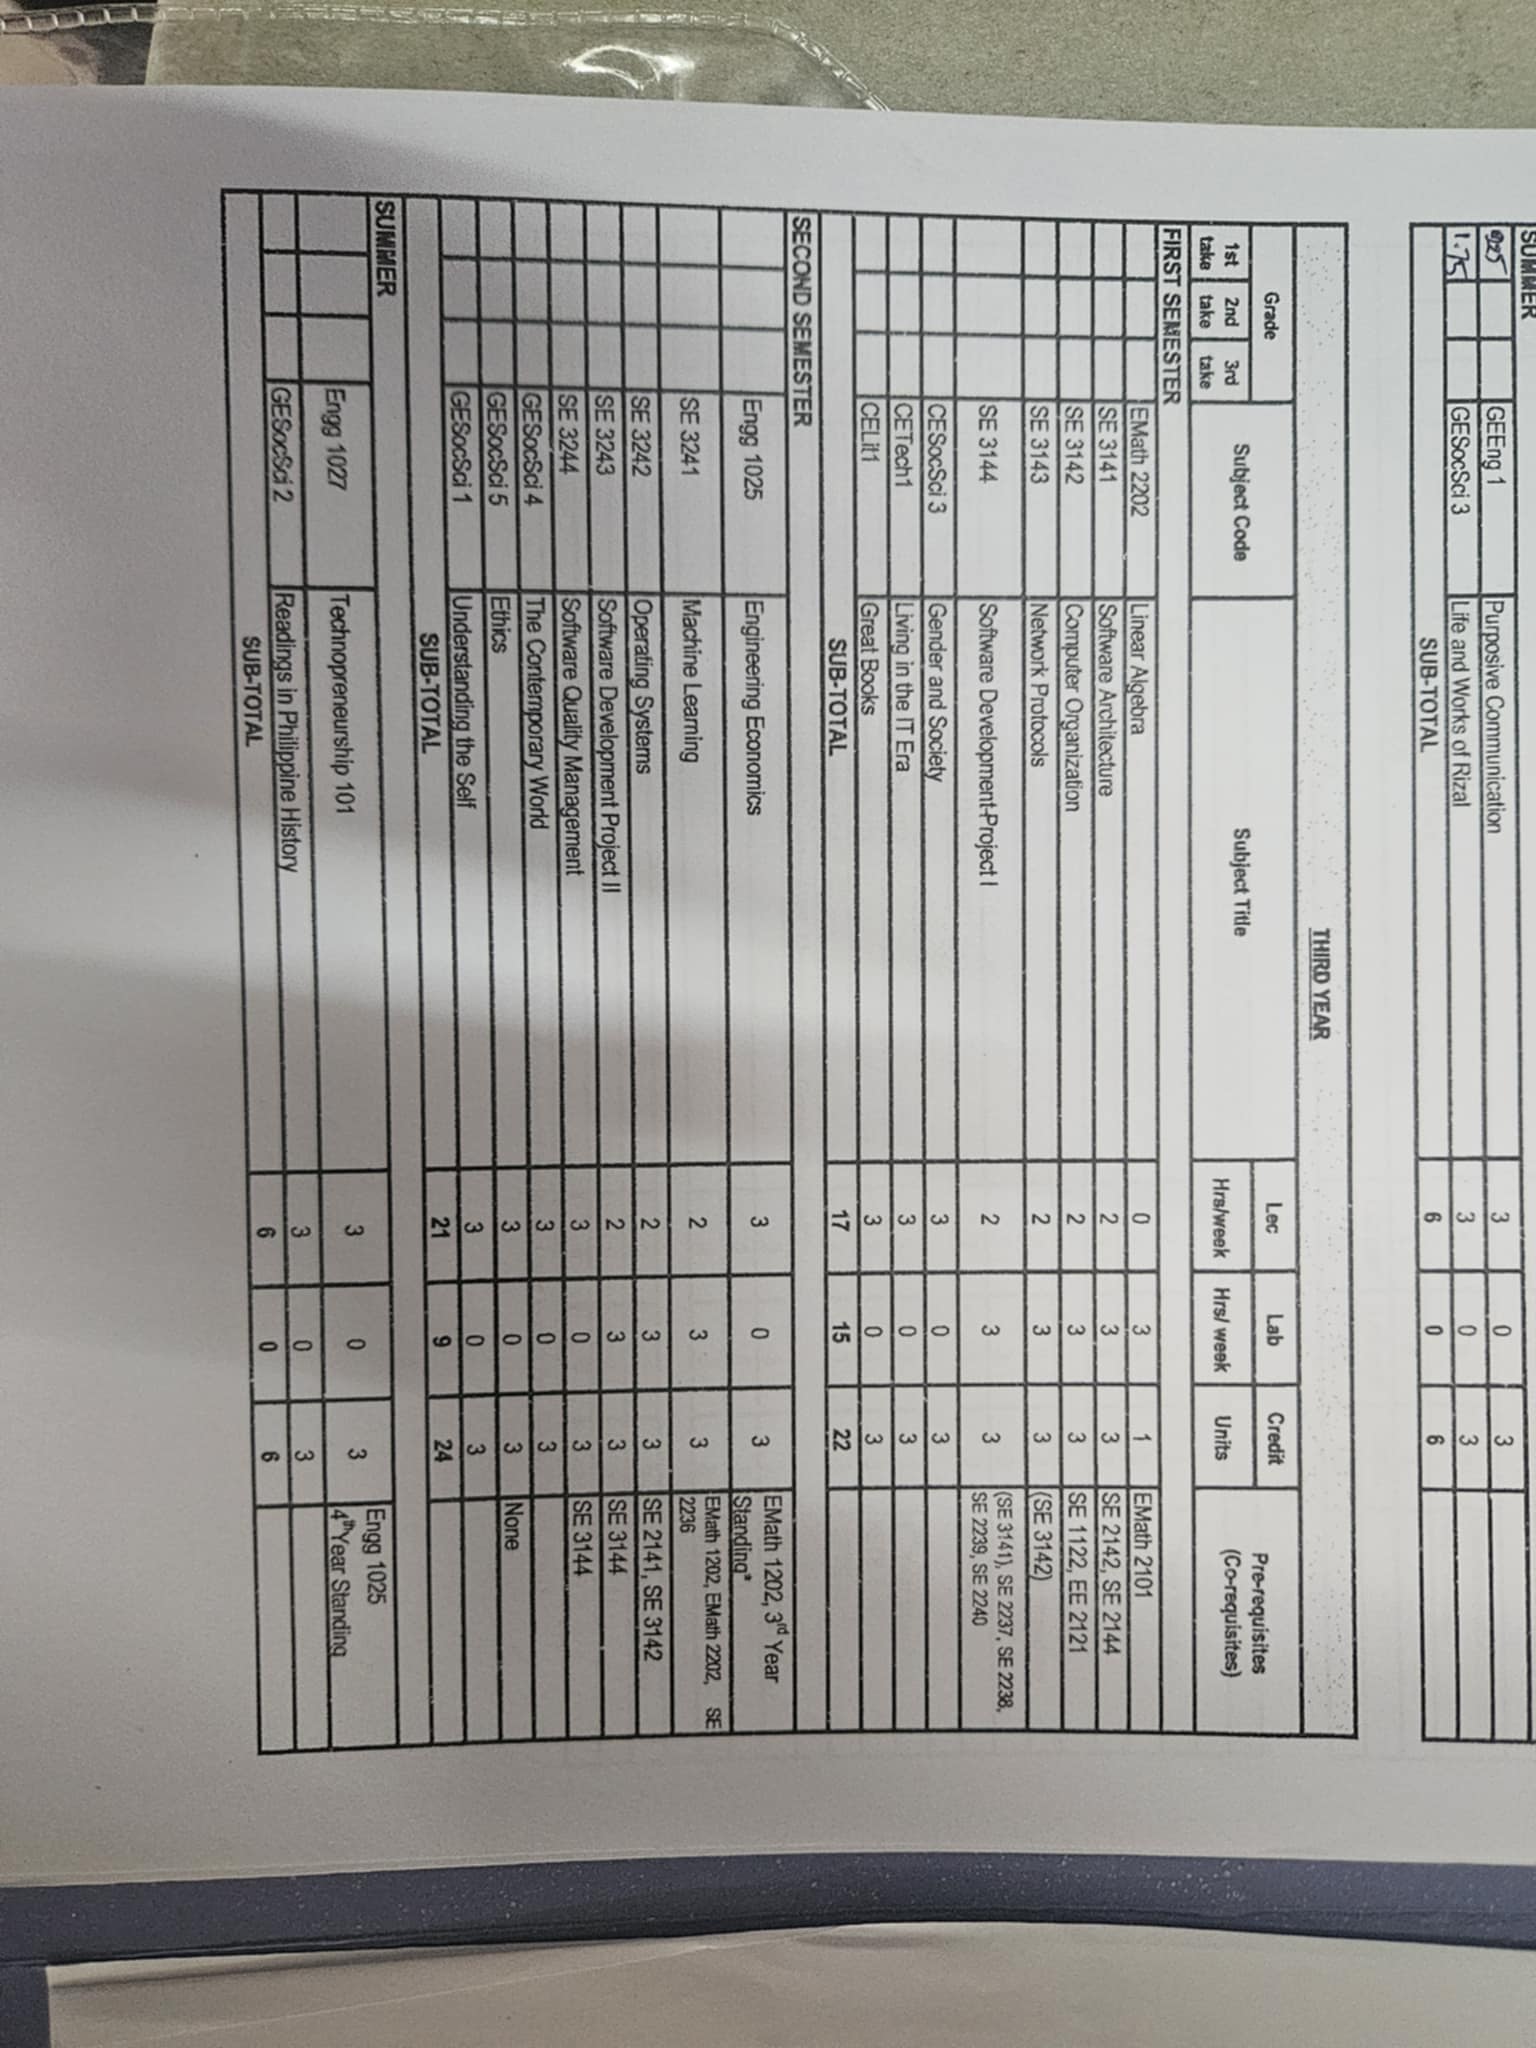 SUMMER
GEEng 1 Purposive Communication 3 0 3
1.75 GESocSci 3 Life and Works of Rizal 3 0 3
SUB-TOTAL 6 0 6
THIRD YEAR
Grade Subject Code Subject Title Lec Lab Credit Pre-requisites (Co-requisites)
1st take 2nd take 3rd take Hrs/week Hrs/ week Units
FIRST SEMESTER
EMath 2202 Linear Algebra 0 3 1 EMath 2101
SE 3141 Software Architecture 2 3 3 SE 2142, SE 2144
SE 3142 Computer Organization 2 3 3 SE 1122, EE 2121
SE 3143 Network Protocols 2 3 3 (SE 3142)
SE 3144 Software Development-Project I 2 3 3 (SE 3141), SE 2237, SE 2238, SE 2239, SE 2240
CESocSci 3 Gender and Society 3 0 3
CETech1 Living in the IT Era 3 0 3
CELit1 Great Books 3 0 3
SUB-TOTAL 17 15 22
SECOND SEMESTER
Engg 1025 Engineering Economics 3 0 3 EMath 1202, 3rd Year Standing*
SE 3241 Machine Learning 2 3 3 EMath 1202, EMath 2202, SE 2236
SE 3242 Operating Systems 2 3 3 SE 2141, SE 3142
SE 3243 Software Development Project II 2 3 3 SE 3144
SE 3244 Software Quality Management 3 0 3 SE 3144
GESocSci 4 The Contemporary World 3 0 3
GESocSci 5 Ethics 3 0 3 None
GESocSci 1 Understanding the Self 3 0 3
SUB-TOTAL 21 9 24
SUMMER
Engg 1027 Technopreneurship 101 3 0 3 Engg 1025 4thYear Standing
GESocSci 2 Readings in Philippine History 3 0 3
SUB-TOTAL 6 0 6